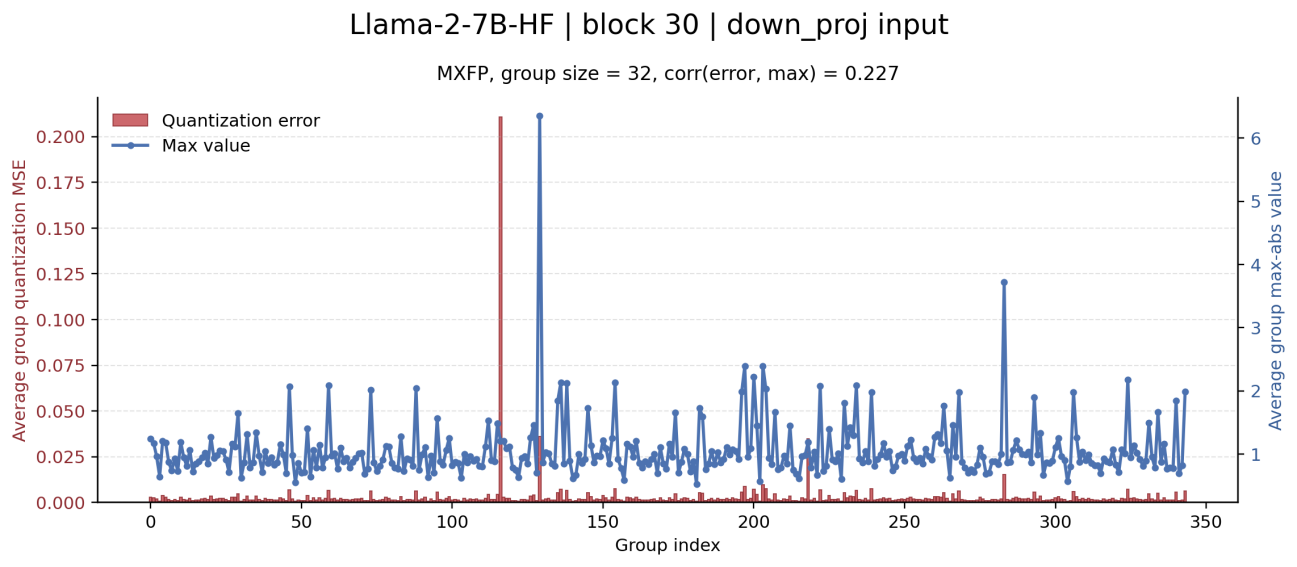 Llama-2-7B-HF | block 30 | down_proj input
MXFP, group size = 32, corr(error, max) = 0.227
Quantization error
Max value
Average group quantization MSE
0.200
0.175
0.150
0.125
0.100
0.075
0.050
0.025
0.000
6
5
4
3
2
1
Average group max-abs value
0 50 100 150 200 250 300 350
Group index